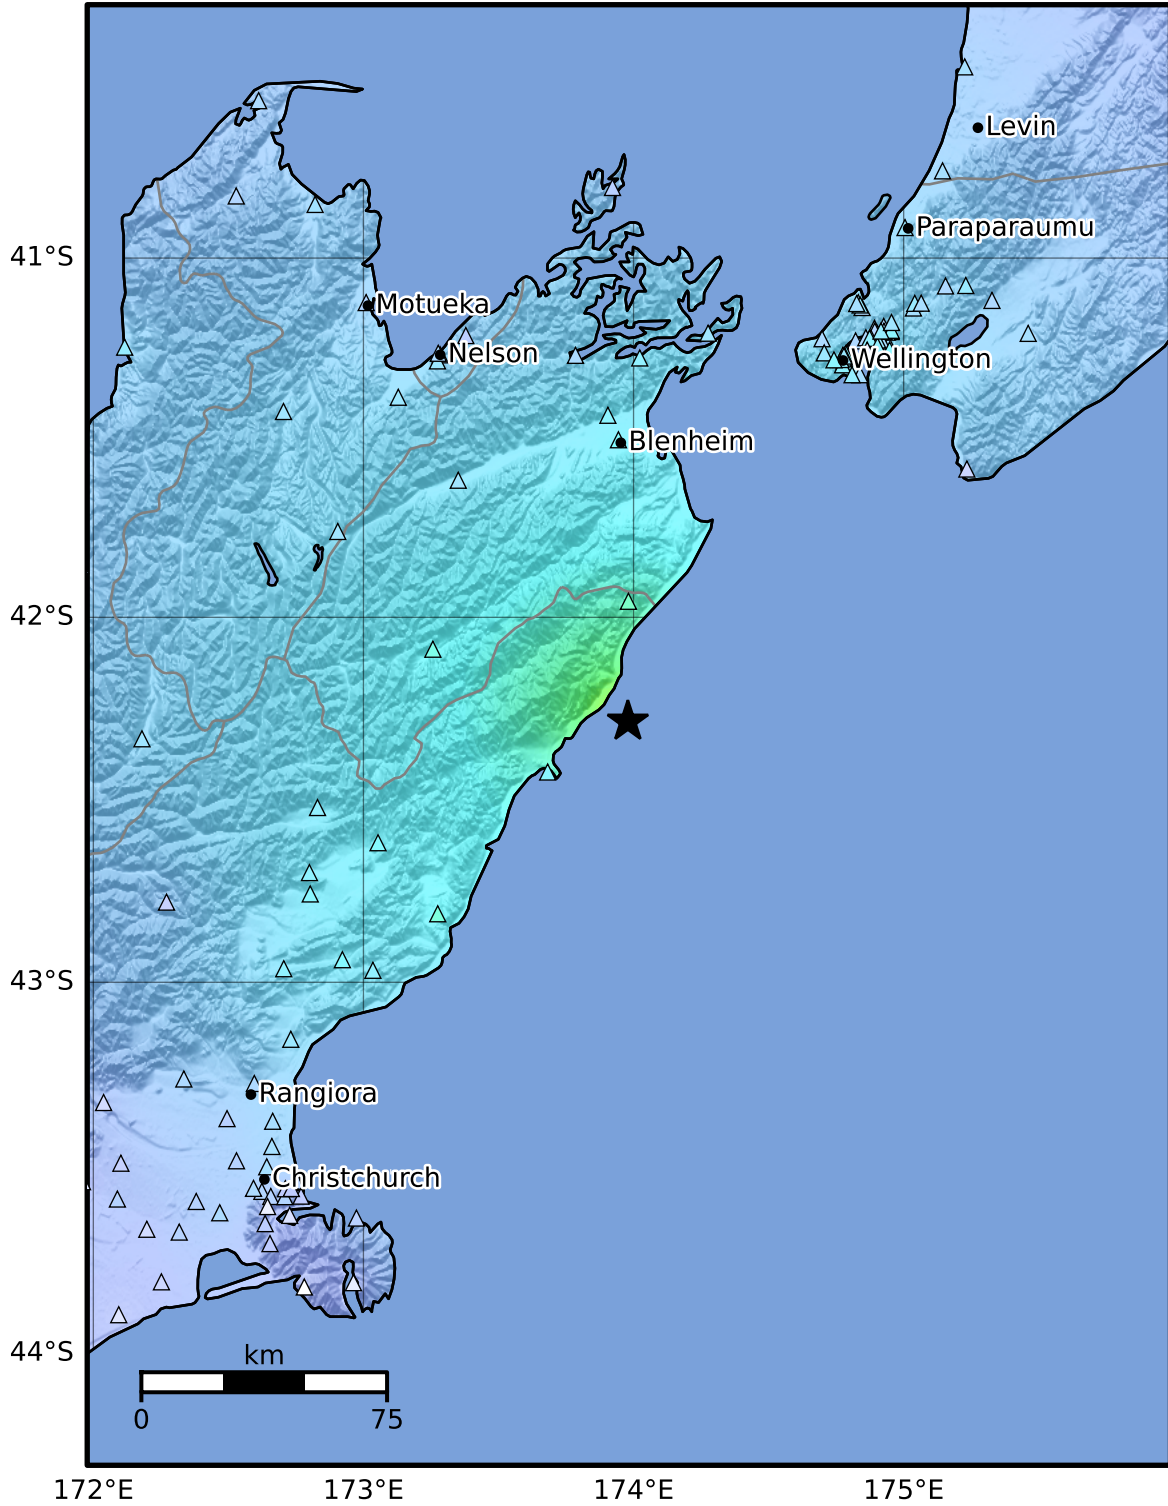 Levin
Paraparaumu
41°S
Motueka
Nelson
Wellington
Blenheim
42°S
43°S
Rangiora
Christchurch
44°S
km
0
75
172°E
173°E
174°E
175°E